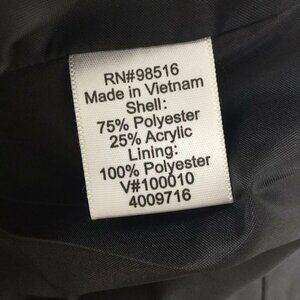 RN#98516
Made in Vietnam
Shell:
75% Polyester
25% Acrylic
Lining:
100% Polyester
V#100010
4009716